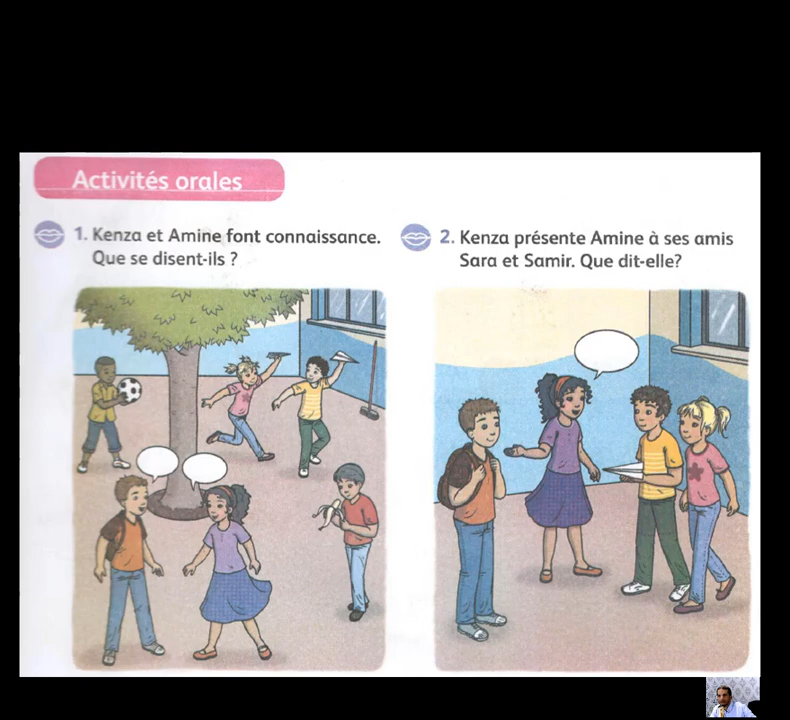 Activités orales
1. Kenza et Amine font connaissance.
Que se disent-ils ?
2. Kenza présente Amine à ses amis
Sara et Samir. Que dit-elle?